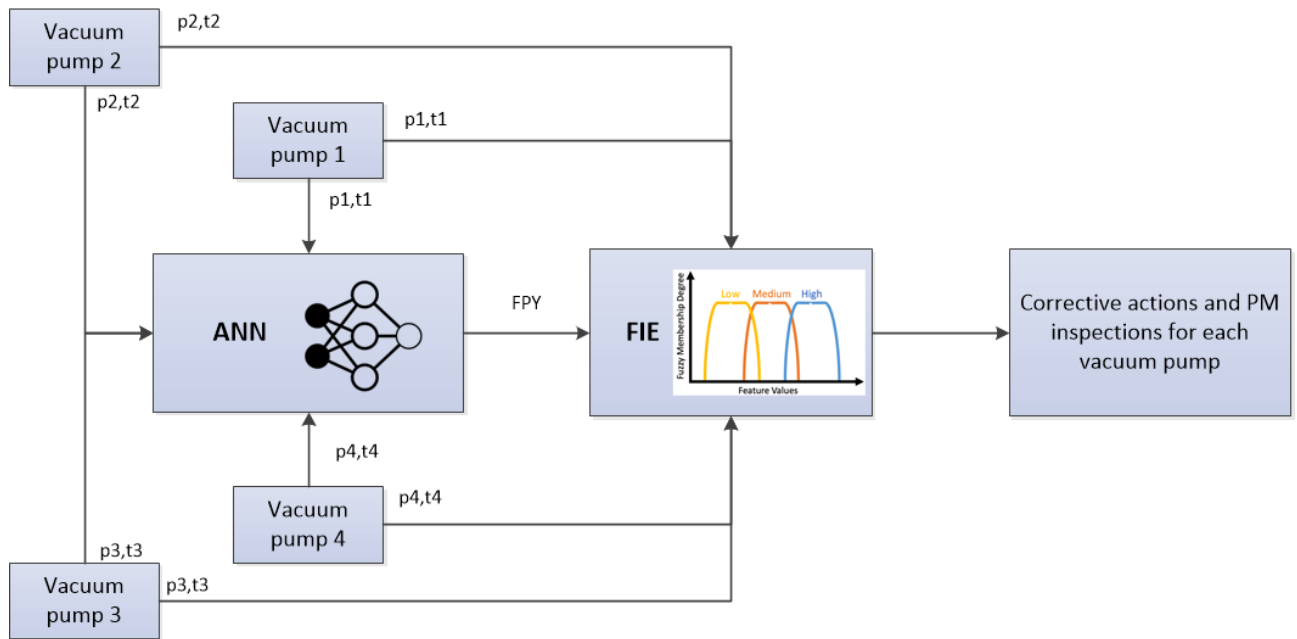 Vacuum
pump 2
p2,t2
p2,t2
Vacuum
pump 1
p1,t1
p1,t1
ANN
FPY
FIE
Fuzzy Membership Degree
Low
Medium
High
Feature Values
Corrective actions and PM
inspections for each
vacuum pump
p4,t4
Vacuum
pump 4
p4,t4
p3,t3
Vacuum
pump 3
p3,t3